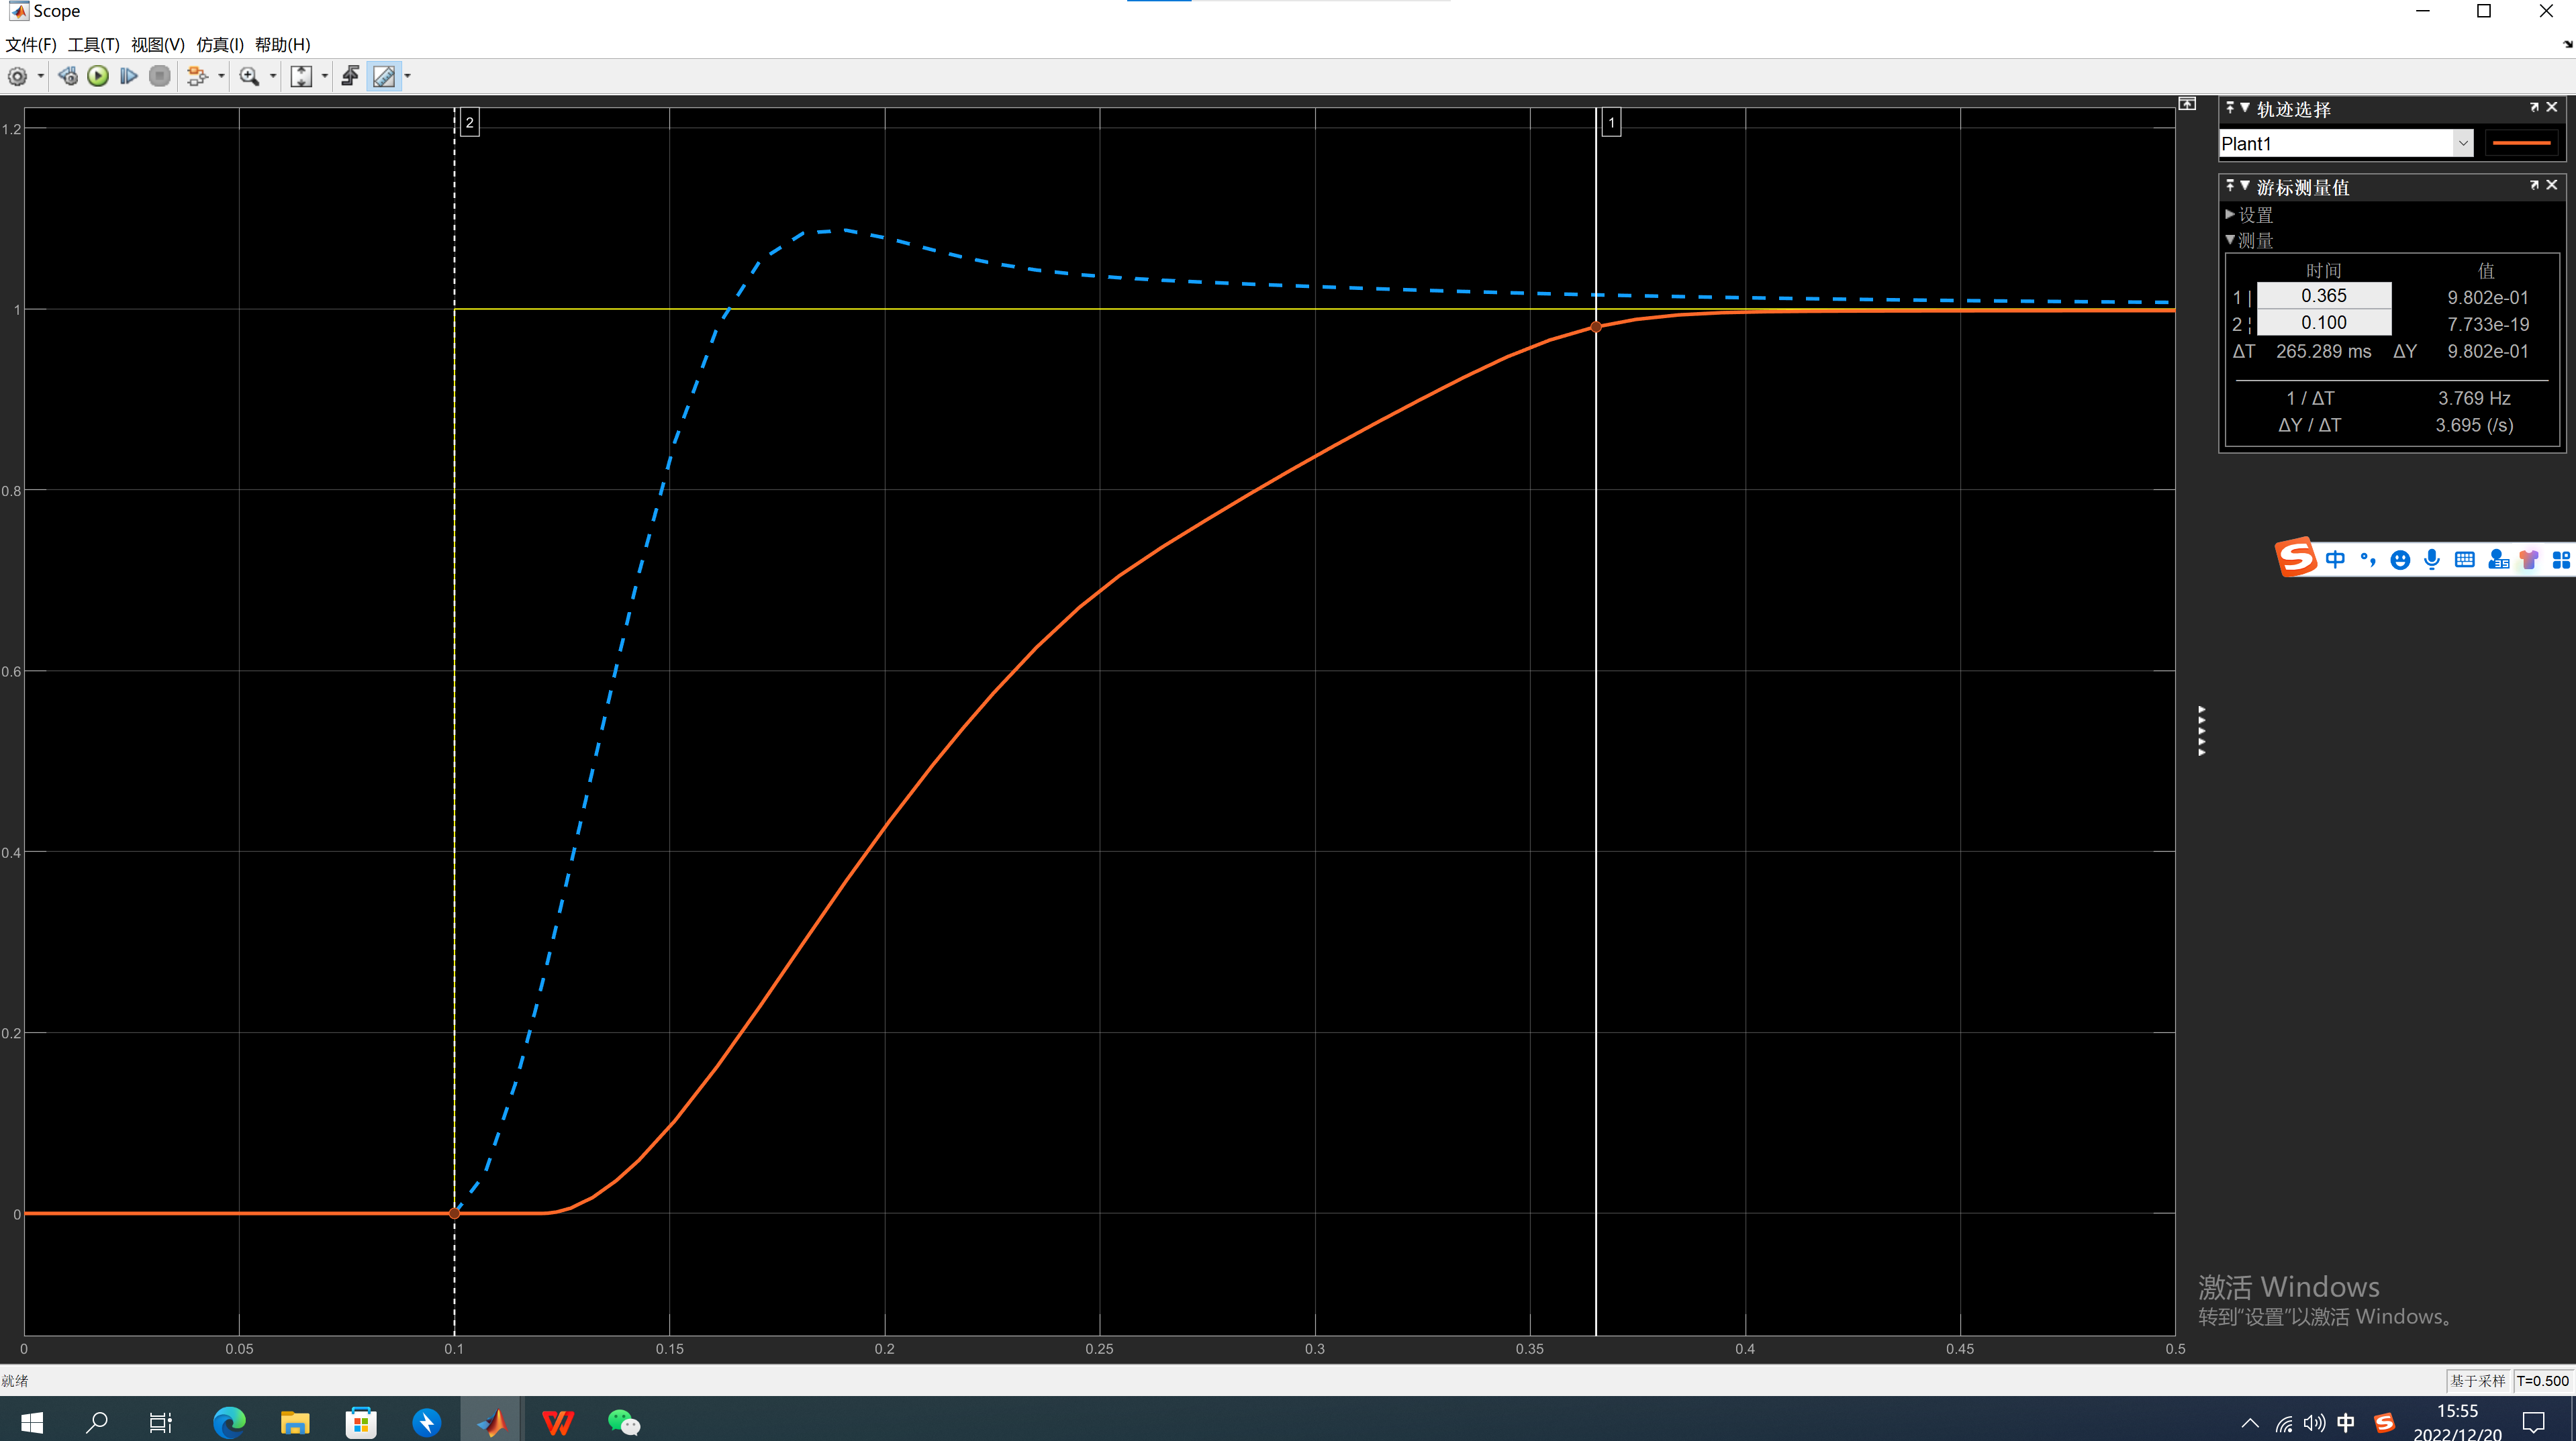 Scope
文件(F) 工具(T) 视图(V) 仿真(I) 帮助(H)
轨迹选择
Plant1
游标测量值
设置
测量
时间 值
1 | 0.365 9.802e-01
2 ¦ 0.100 7.733e-19
ΔT 265.289 ms ΔY 9.802e-01
1 / ΔT 3.769 Hz
ΔY / ΔT 3.695 (/s)
2
1
1.2
1
0.8
0.6
0.4
0.2
0
0 0.05 0.1 0.15 0.2 0.25 0.3 0.35 0.4 0.45 0.5
中
35
激活 Windows
转到"设置"以激活 Windows。
就绪
基于采样 T=0.500
中
15:55
2022/12/20